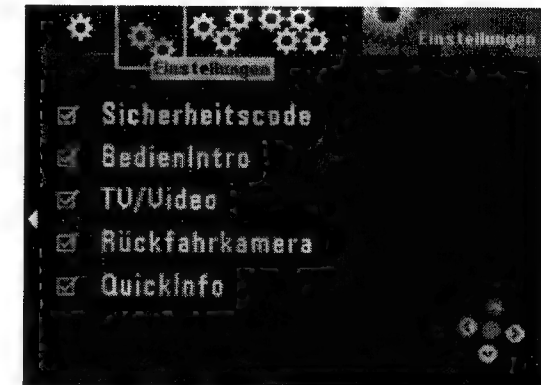 Einstellungen
Einstellungen
Sicherheitscode
BedienIntro
TV/Video
Rückfahrkamera
QuickInfo